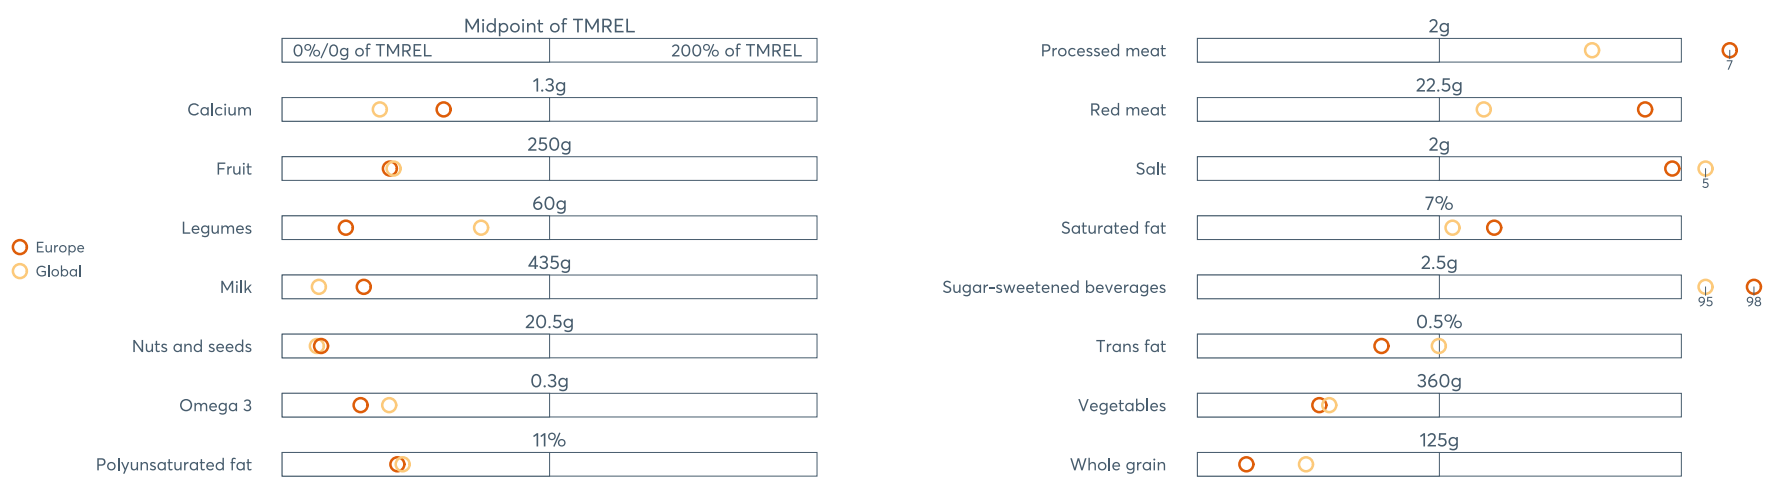 Midpoint of TMREL
0%/0g of TMREL 200% of TMREL
1.3g
Calcium
250g
Fruit
60g
Legumes
435g
Milk
20.5g
Nuts and seeds
0.3g
Omega 3
11%
Polyunsaturated fat
Europe
Global
2g
Processed meat
7
22.5g
Red meat
2g
Salt
5
7%
Saturated fat
2.5g
Sugar-sweetened beverages
95 98
0.5%
Trans fat
360g
Vegetables
125g
Whole grain